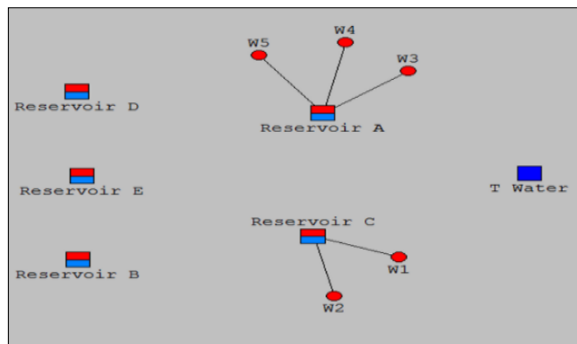 W4
W5
W3
Reservoir D
Reservoir A
Reservoir E
T Water
Reservoir C
W1
Reservoir B
W2